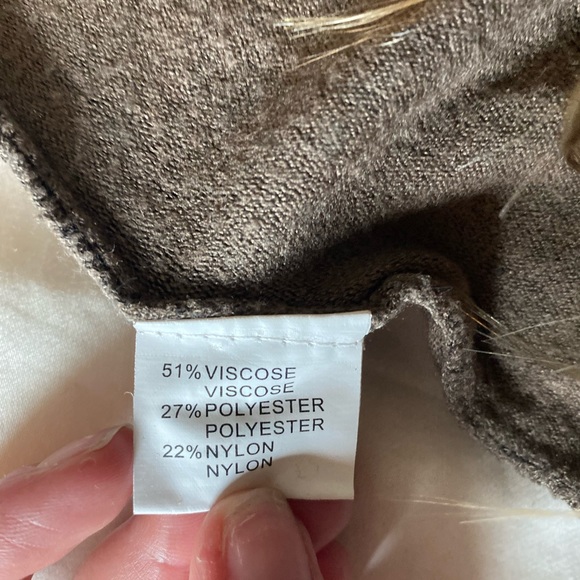 51% VISCOSE
VISCOSE
27% POLYESTER
POLYESTER
22% NYLON
NYLON